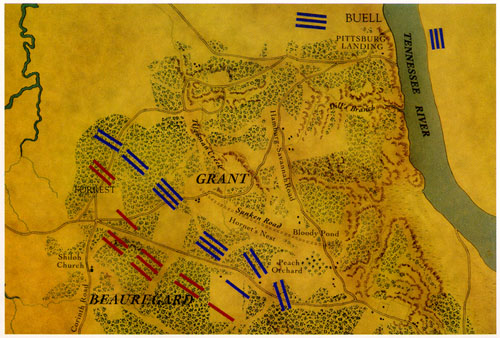 BUELL
PITTSBURG
LANDING
TENNESSEE RIVER
Dill's Branch
Hamburg Savannah Road
GRANT
FORREST
Sunken Road
Hornet's Nest
Bloody Pond
Shiloh
Church
Peach
Orchard
BEAUREGARD
Corinth Road